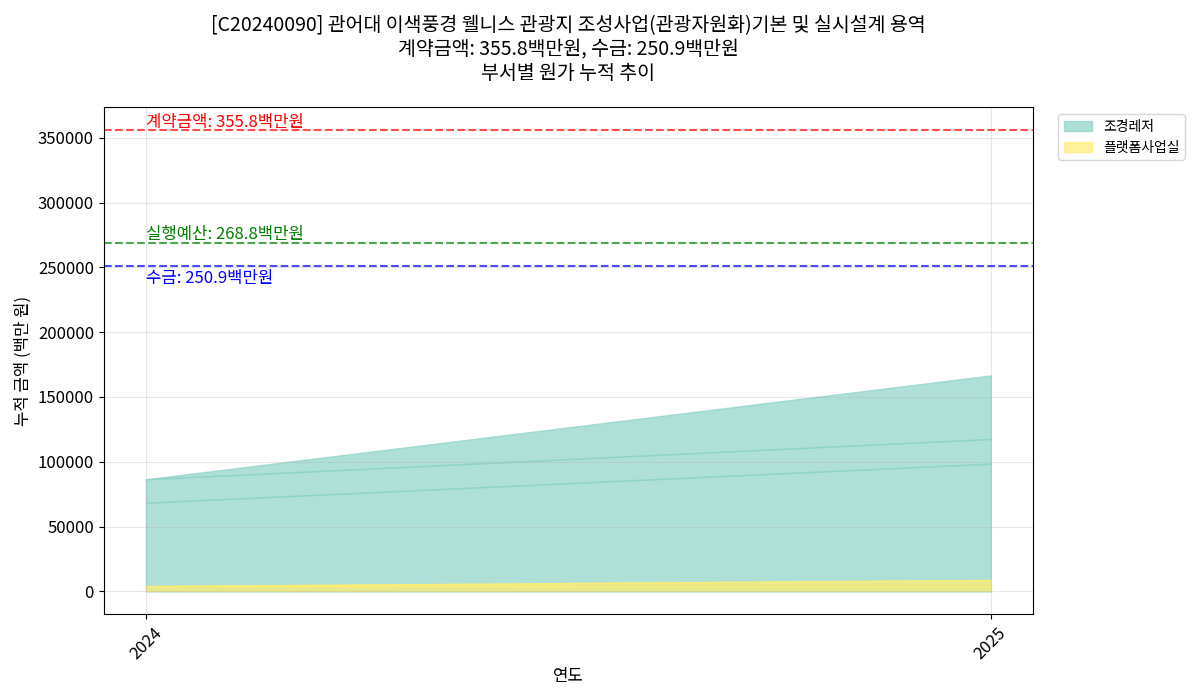 [C20240090] 관어대 이색풍경 웰니스 관광지 조성사업(관광자원화)기본 및 실시설계 용역
계약금액: 355.8백만원, 수금: 250.9백만원
부서별 원가 누적 추이
계약금액: 355.8백만원
실행예산: 268.8백만원
수금: 250.9백만원
조경레저
플랫폼사업실
누적 금액 (백만 원)
350000
300000
250000
200000
150000
100000
50000
0
2024
2025
연도